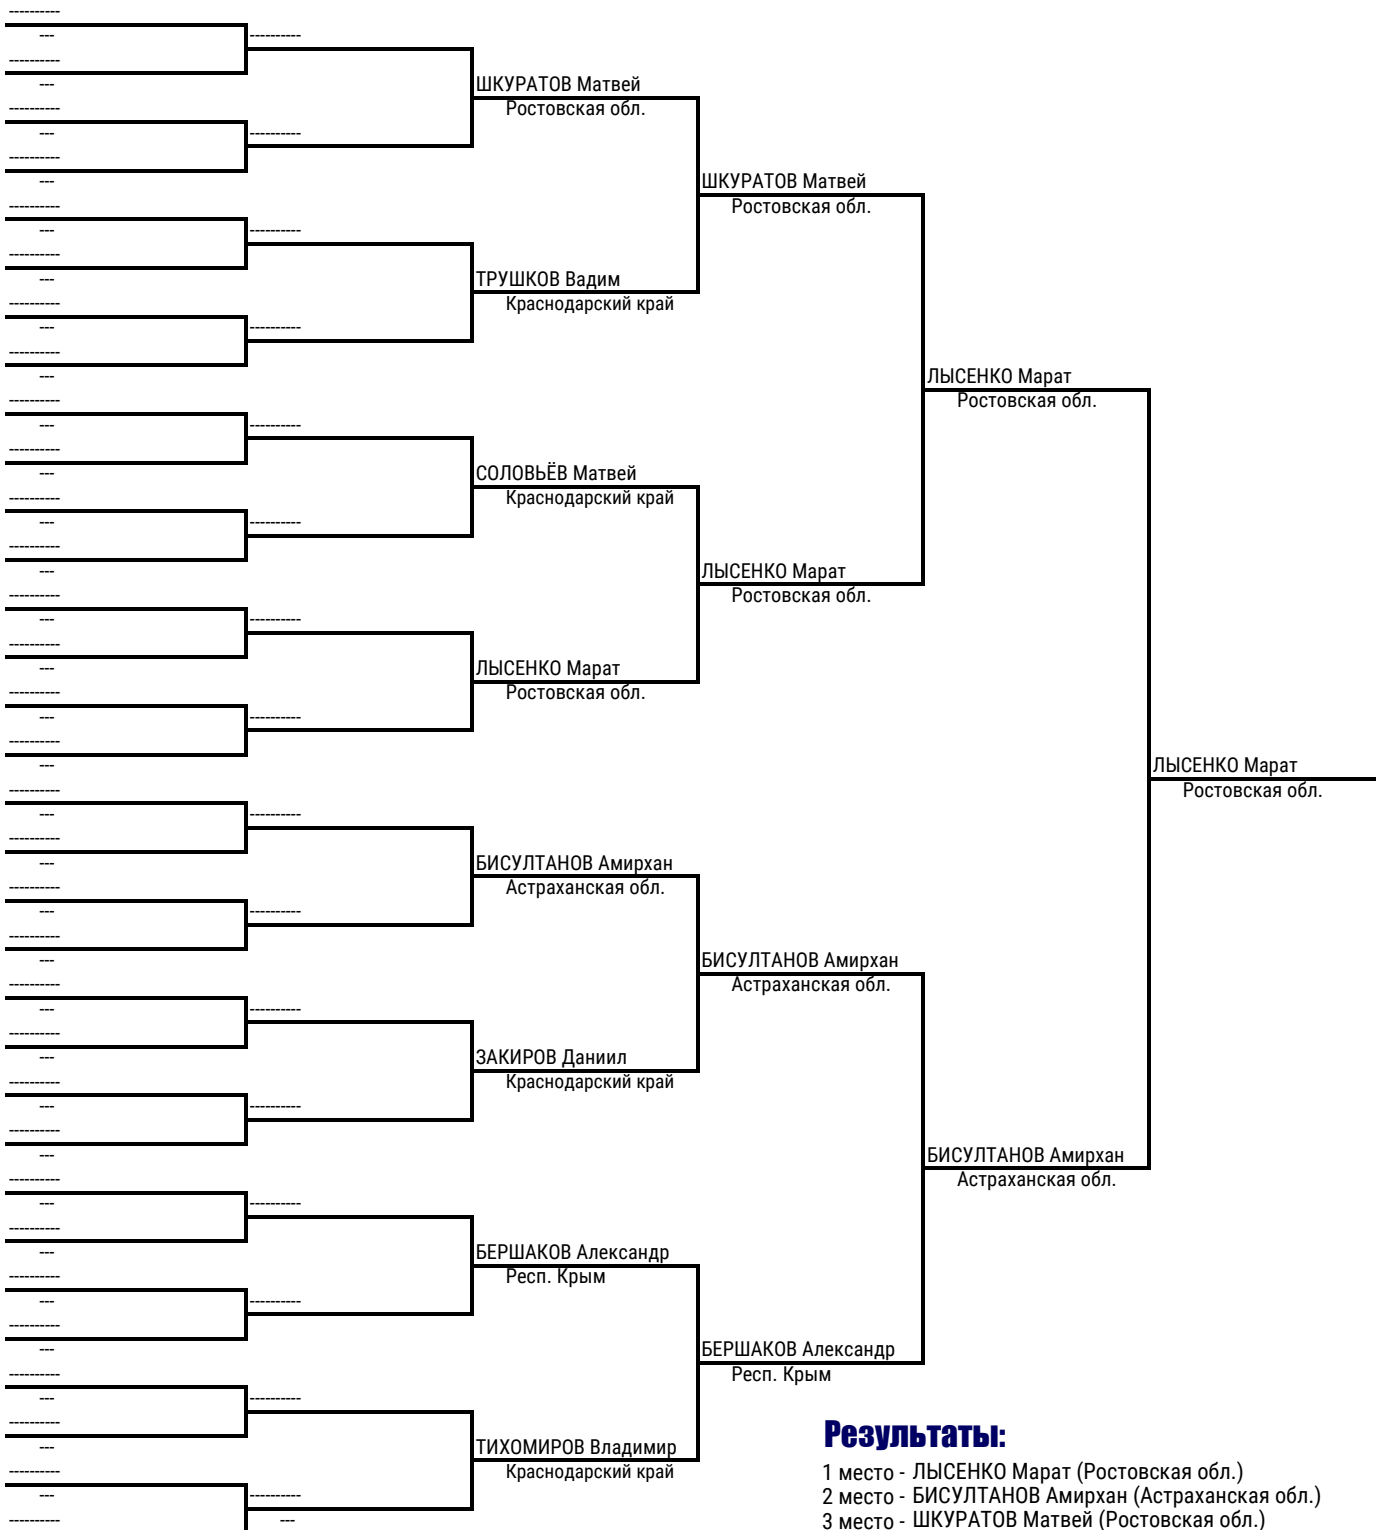 ----------
---
----------
----------
---
ШКУРАТОВ Матвей
Ростовская обл.
----------
---
----------
----------
---
ШКУРАТОВ Матвей
Ростовская обл.
----------
---
----------
----------
---
ТРУШКОВ Вадим
Краснодарский край
----------
---
----------
----------
---
ЛЫСЕНКО Марат
Ростовская обл.
----------
---
----------
----------
---
СОЛОВЬЁВ Матвей
Краснодарский край
----------
---
----------
----------
---
ЛЫСЕНКО Марат
Ростовская обл.
----------
---
----------
----------
---
ЛЫСЕНКО Марат
Ростовская обл.
----------
---
----------
----------
---
ЛЫСЕНКО Марат
Ростовская обл.
----------
---
----------
----------
---
БИСУЛТАНОВ Амирхан
Астраханская обл.
----------
---
----------
----------
---
БИСУЛТАНОВ Амирхан
Астраханская обл.
----------
---
----------
----------
---
ЗАКИРОВ Даниил
Краснодарский край
----------
---
----------
----------
---
БИСУЛТАНОВ Амирхан
Астраханская обл.
----------
---
----------
----------
---
БЕРШАКОВ Александр
Респ. Крым
----------
---
----------
----------
---
БЕРШАКОВ Александр
Респ. Крым
----------
---
----------
----------
---
ТИХОМИРОВ Владимир
Краснодарский край
----------
---
----------
----------
---
Результаты:
1 место - ЛЫСЕНКО Марат (Ростовская обл.)
2 место - БИСУЛТАНОВ Амирхан (Астраханская обл.)
3 место - ШКУРАТОВ Матвей (Ростовская обл.)